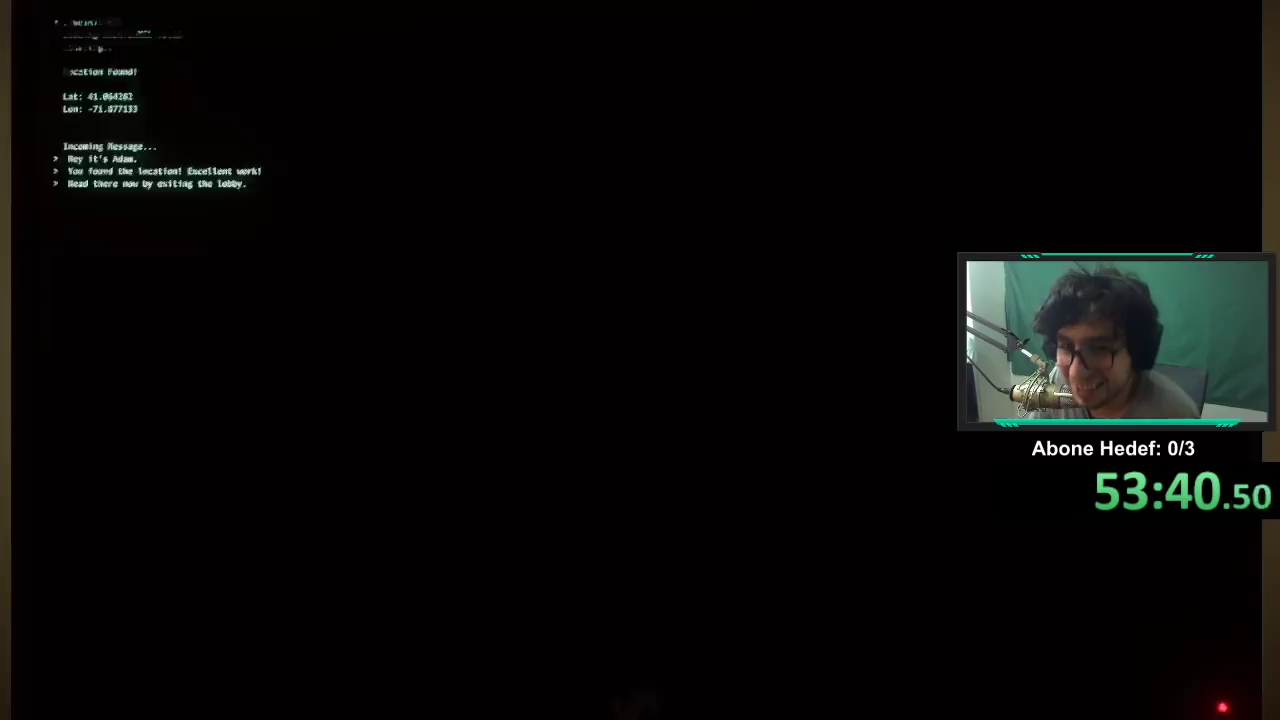 Location Found!
Lat: 41.064262
Lon: -71.877133
Incoming Message...
> Hey it's Adam.
> You found the location! Excellent work!
> Head there now by exiting the lobby.
Abone Hedef: 0/3
53:40.50